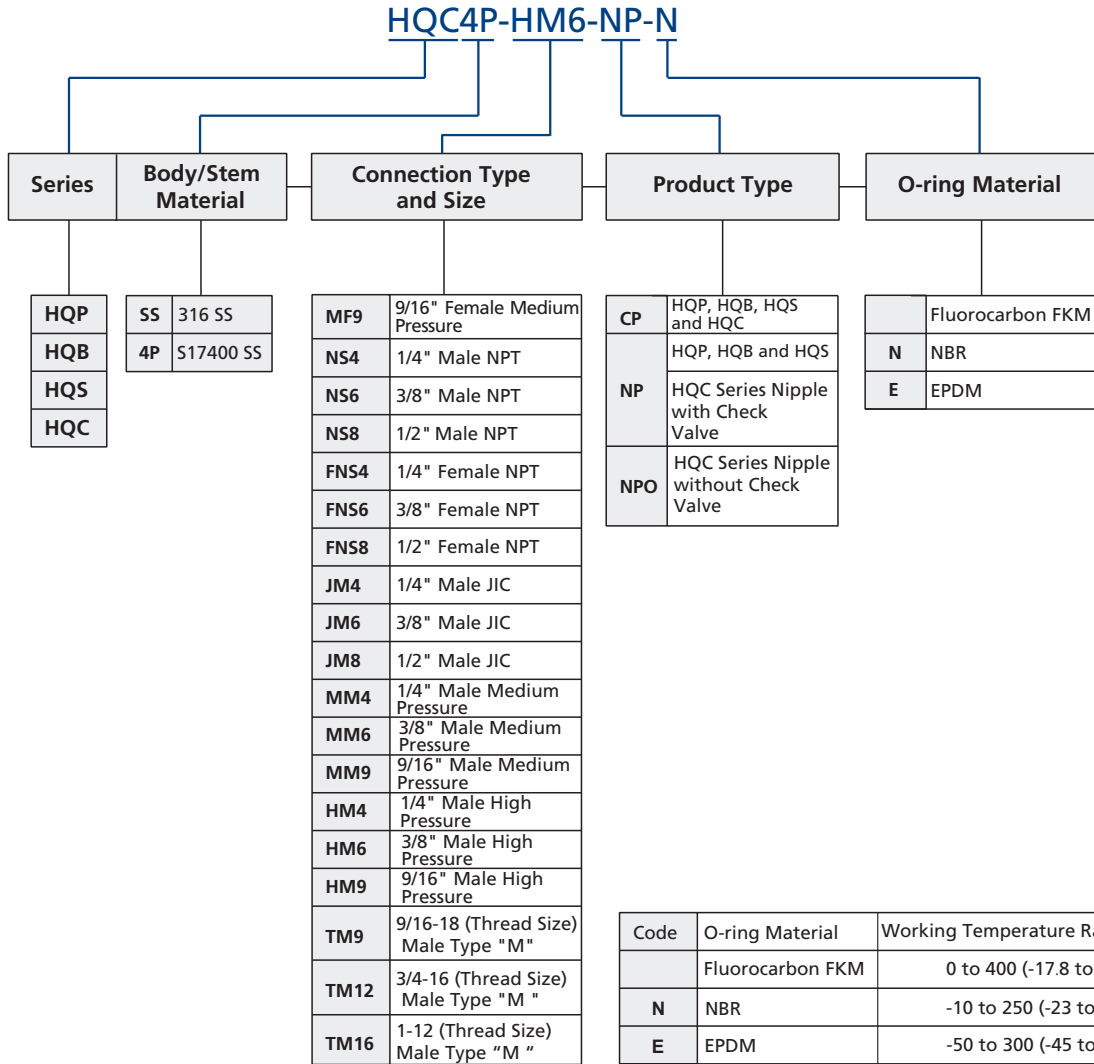 HQC4P-HM6-NP-N
Series
Body/Stem
Material
Connection Type
and Size
Product Type
O-ring Material
HQP
HQB
HQS
HQC
SS 316 SS
4P S17400 SS
MF9 9/16" Female Medium
Pressure
NS4 1/4" Male NPT
NS6 3/8" Male NPT
NS8 1/2" Male NPT
FNS4 1/4" Female NPT
FNS6 3/8" Female NPT
FNS8 1/2" Female NPT
JM4 1/4" Male JIC
JM6 3/8" Male JIC
JM8 1/2" Male JIC
MM4 1/4" Male Medium
Pressure
MM6 3/8" Male Medium
Pressure
MM9 9/16" Male Medium
Pressure
HM4 1/4" Male High
Pressure
HM6 3/8" Male High
Pressure
HM9 9/16" Male High
Pressure
TM9 9/16-18 (Thread Size)
Male Type "M"
TM12 3/4-16 (Thread Size)
Male Type "M "
TM16 1-12 (Thread Size)
Male Type “M “
CP HQP, HQB, HQS
and HQC
NP HQP, HQB and HQS
HQC Series Nipple
with Check
Valve
NPO HQC Series Nipple
without Check
Valve
Fluorocarbon FKM
N NBR
E EPDM
Code O-ring Material Working Temperature
Fluorocarbon FKM 0 to 400 (-17.8 to
N NBR -10 to 250 (-23 to
E EPDM -50 to 300 (-45 to